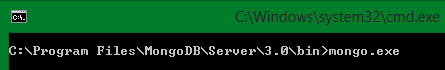 C:\Windows\system32\cmd.exe
C:\Program Files\MongoDB\Server\3.0\bin>mongo.exe